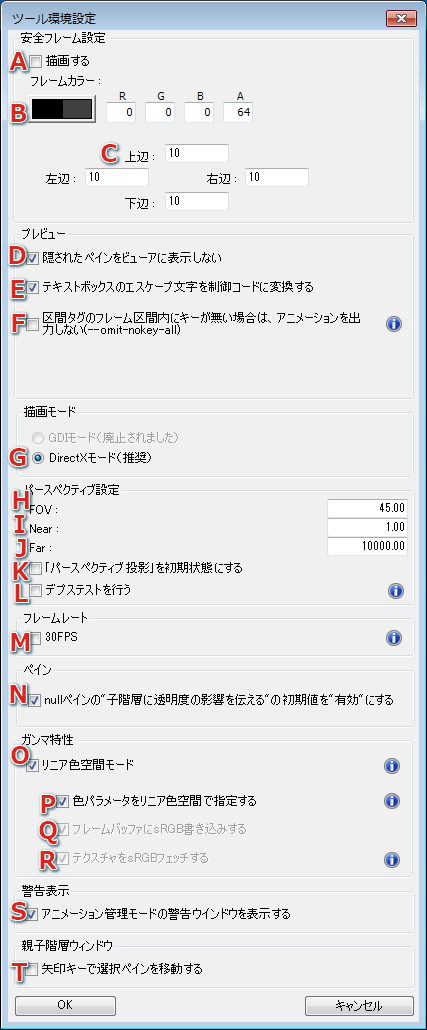 ツール環境設定
安全フレーム設定
A 描画する
フレームカラー：
R G B A
B 0 0 0 64
C 上辺： 10
左辺： 10 右辺： 10
下辺： 10
プレビュー
D 隠されたペインをビューアに表示しない
E テキストボックスのエスケープ文字を制御コードに変換する
F 区間タグのフレーム区間内にキーが無い場合は、アニメーションを出
力しない(--omit-nokey-all)
描画モード
GDIモード（廃止されました）
G DirectXモード（推奨）
パースペクティブ設定
H FOV： 45.00
I Near： 1.00
J Far： 10000.00
K 「パースペクティブ投影」を初期状態にする
L デプステストを行う
フレームレート
M 30FPS
ペイン
N nullペインの"子階層に透明度の影響を伝える"の初期値を"有効"にする
ガンマ特性
O リニア色空間モード
P 色パラメータをリニア色空間で指定する
Q フレームバッファにsRGB書き込みする
R テクスチャをsRGBフェッチする
警告表示
S アニメーション管理モードの警告ウインドウを表示する
親子階層ウィンドウ
T 矢印キーで選択ペインを移動する
OK キャンセル